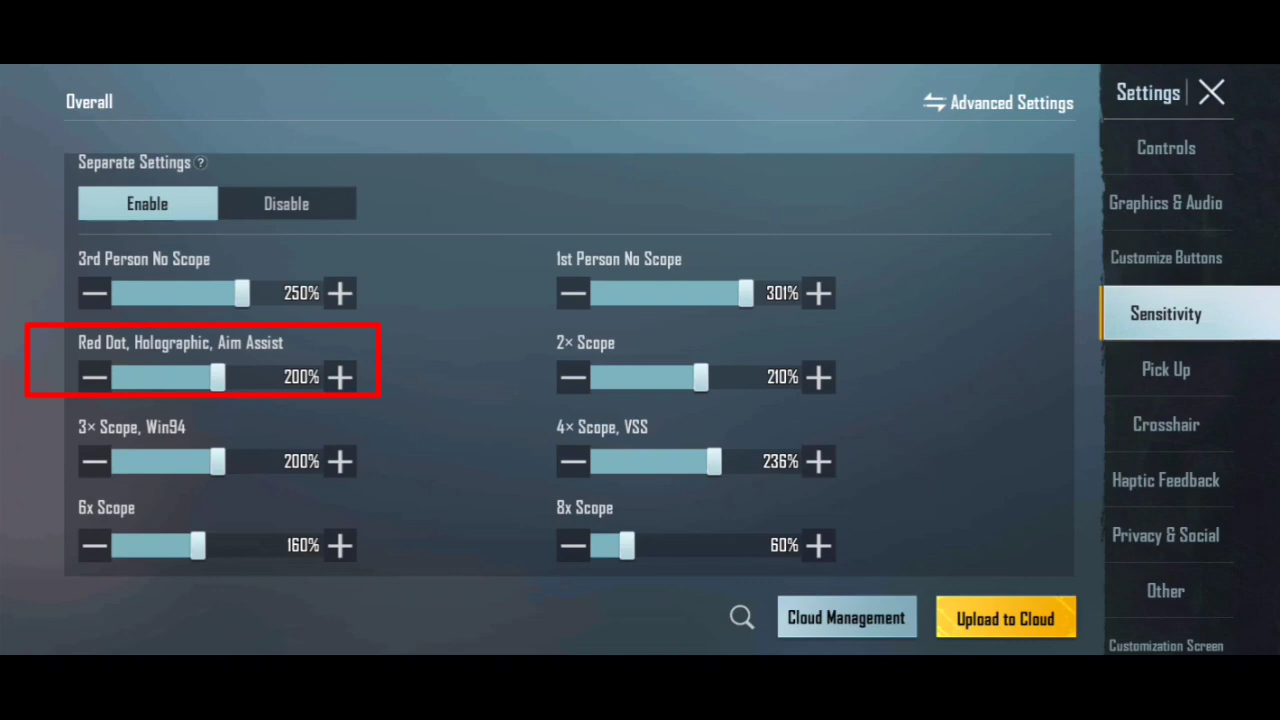 Overall
Advanced Settings
Separate Settings ?
Enable
Disable
3rd Person No Scope
250%
1st Person No Scope
301%
Red Dot, Holographic, Aim Assist
200%
2× Scope
210%
3× Scope, Win94
200%
4× Scope, VSS
236%
6x Scope
160%
8x Scope
60%
Cloud Management
Upload to Cloud
Settings
Controls
Graphics & Audio
Customize Buttons
Sensitivity
Pick Up
Crosshair
Haptic Feedback
Privacy & Social
Other
Customization Screen